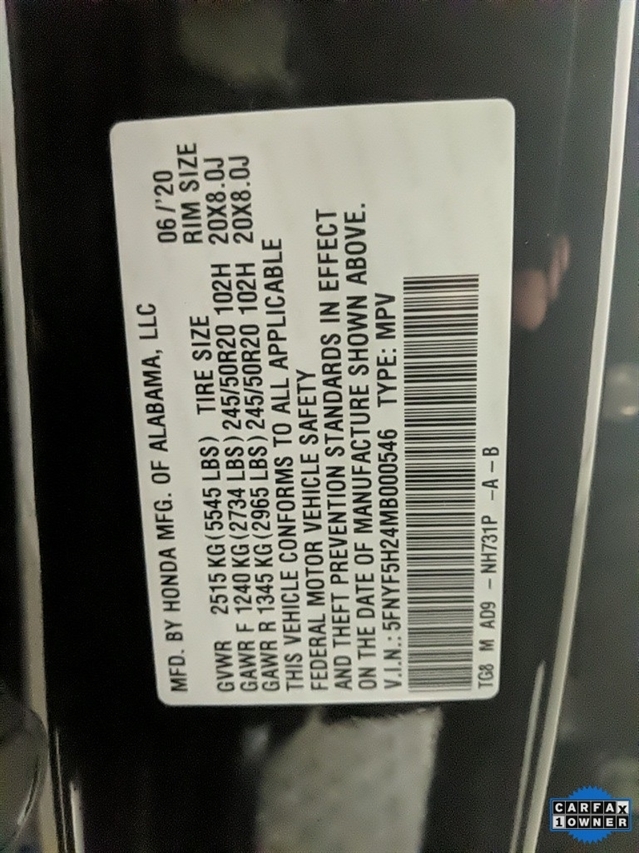 MFD. BY HONDA MFG. OF ALABAMA, LLC 06/'20
GVWR 2515 KG(5545 LBS) TIRE SIZE RIM SIZE
GAWR F 1240 KG(2734 LBS)245/50R20 102H 20X8.0J
GAWR R 1345 KG(2965 LBS)245/50R20 102H 20X8.0J
THIS VEHICLE CONFORMS TO ALL APPLICABLE
FEDERAL MOTOR VEHICLE SAFETY
AND THEFT PREVENTION STANDARDS IN EFFECT
ON THE DATE OF MANUFACTURE SHOWN ABOVE.
V.I.N.: 5FNYF5H24MB000546 TYPE: MPV
TG8 M AD9 -NH731P -A-B
CARFAX
1 OWNER